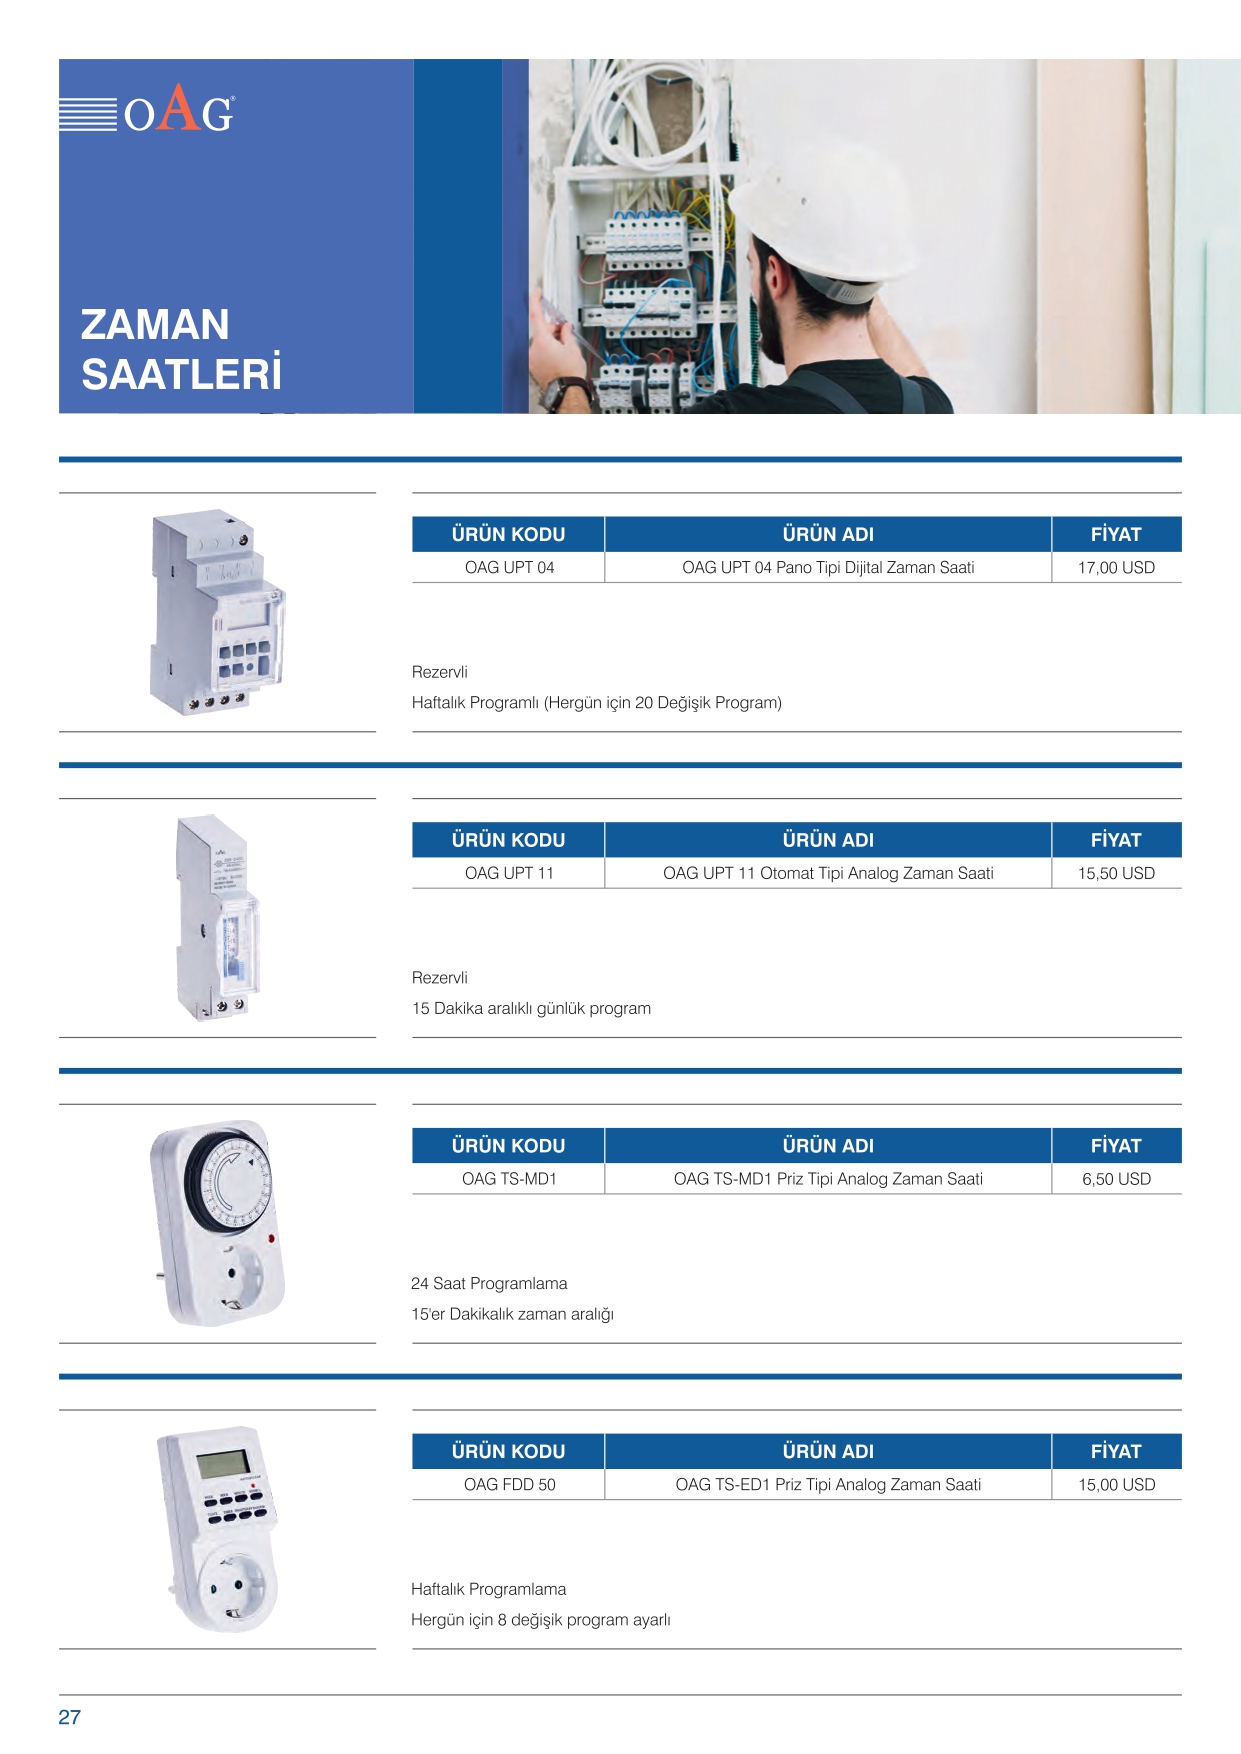 OAG®
ZAMAN
SAATLERİ
ÜRÜN KODU ÜRÜN ADI FİYAT
OAG UPT 04 OAG UPT 04 Pano Tipi Dijital Zaman Saati 17,00 USD
Rezervli
Haftalık Programlı (Hergün için 20 Değişik Program)
ÜRÜN KODU ÜRÜN ADI FİYAT
OAG UPT 11 OAG UPT 11 Otomat Tipi Analog Zaman Saati 15,50 USD
Rezervli
15 Dakika aralıklı günlük program
ÜRÜN KODU ÜRÜN ADI FİYAT
OAG TS-MD1 OAG TS-MD1 Priz Tipi Analog Zaman Saati 6,50 USD
24 Saat Programlama
15'er Dakikalık zaman aralığı
ÜRÜN KODU ÜRÜN ADI FİYAT
OAG FDD 50 OAG TS-ED1 Priz Tipi Analog Zaman Saati 15,00 USD
Haftalık Programlama
Hergün için 8 değişik program ayarlı
27